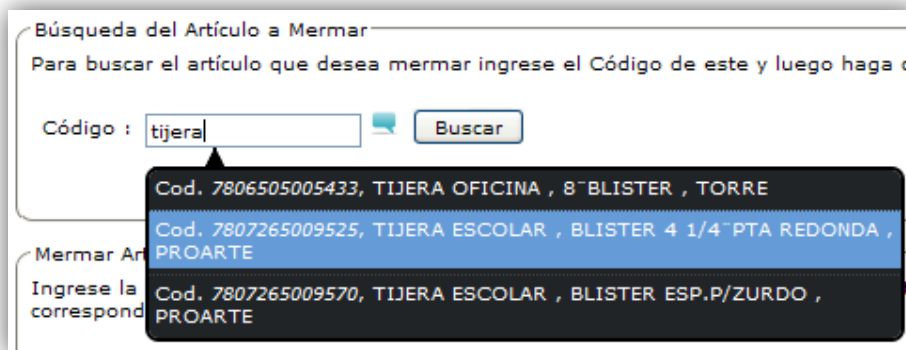 Búsqueda del Artículo a Mermar
Para buscar el artículo que desea mermar ingrese el Código de este y luego haga
Código : tijera Buscar
Cod. 7806505005433, TIJERA OFICINA , 8¨BLISTER , TORRE
Cod. 7807265009525, TIJERA ESCOLAR , BLISTER 4 1/4¨PTA REDONDA ,
PROARTE
Cod. 7807265009570, TIJERA ESCOLAR , BLISTER ESP.P/ZURDO ,
PROARTE
Mermar
Ingrese la